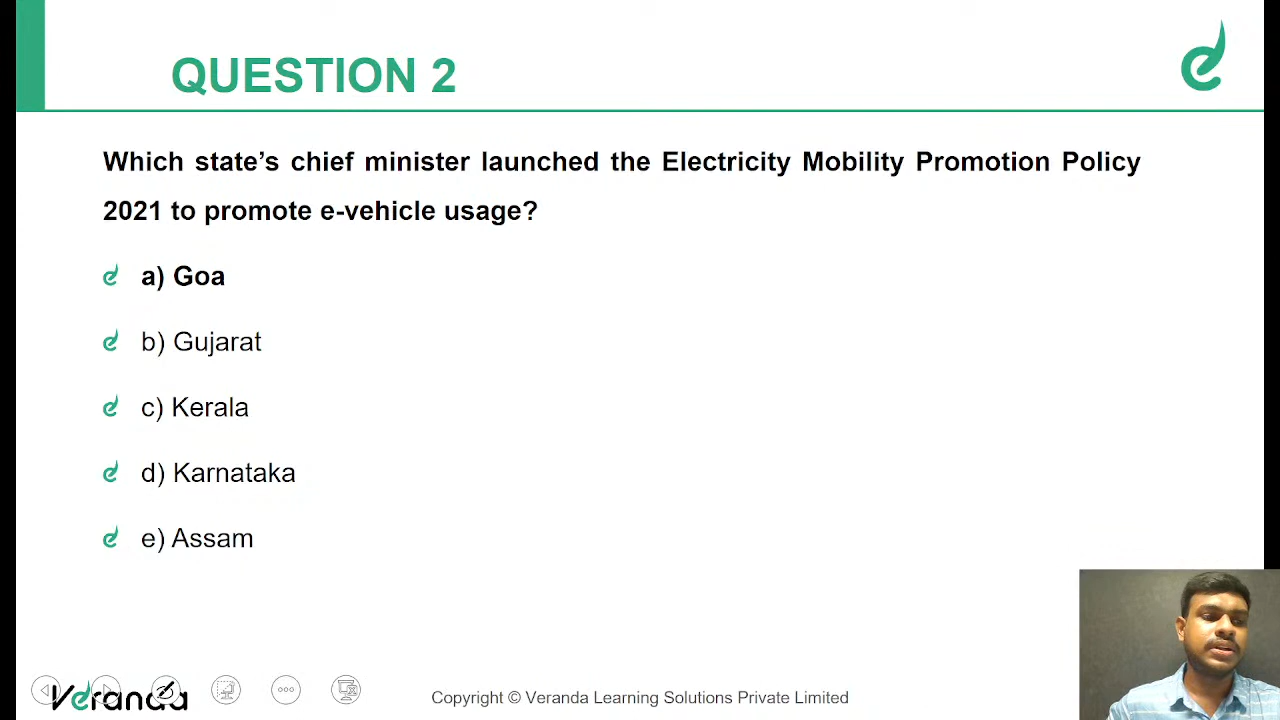 QUESTION 2
Which state’s chief minister launched the Electricity Mobility Promotion Policy
2021 to promote e-vehicle usage?
a) Goa
b) Gujarat
c) Kerala
d) Karnataka
e) Assam
Veranda
Copyright © Veranda Learning Solutions Private Limited